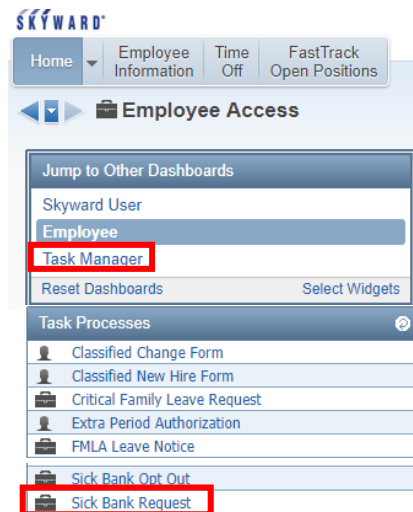 SKYWARD®
Home Employee Information Time Off FastTrack Open Positions
Employee Access
Jump to Other Dashboards
Skyward User
Employee
Task Manager
Reset Dashboards Select Widgets
Task Processes
Classified Change Form
Classified New Hire Form
Critical Family Leave Request
Extra Period Authorization
FMLA Leave Notice
Sick Bank Opt Out
Sick Bank Request